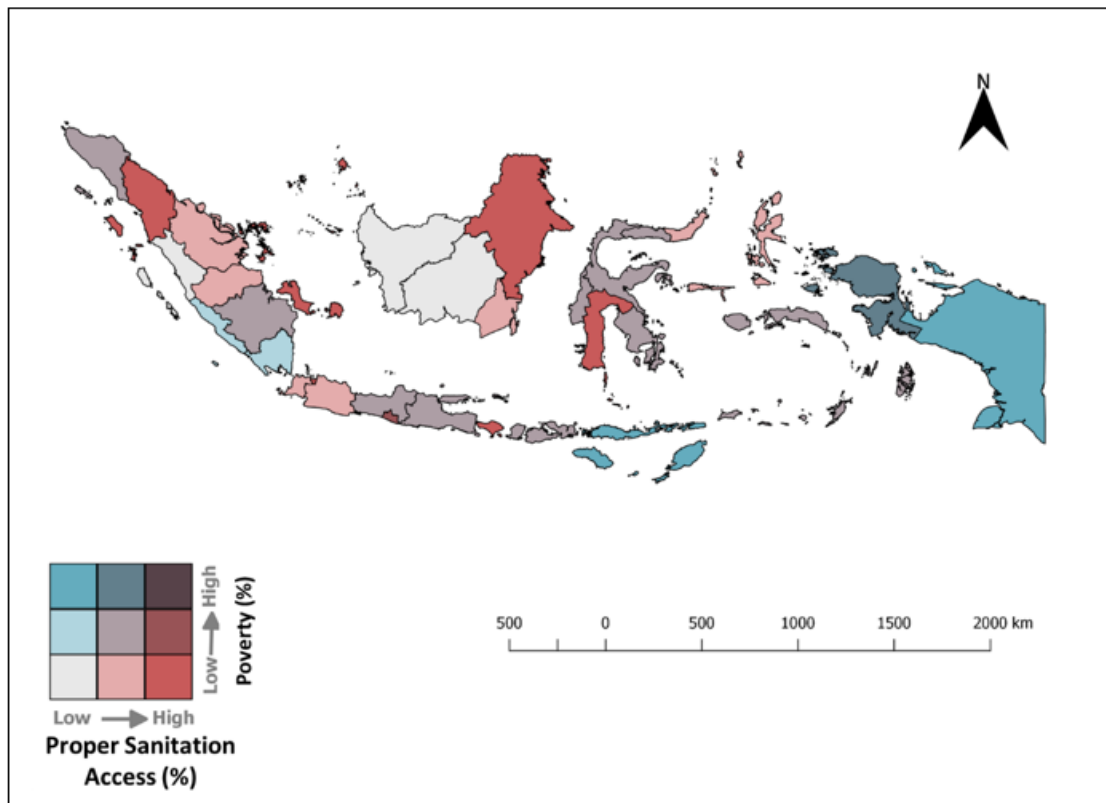 N
500 0 500 1000 1500 2000 km
Low High
Poverty (%)
Low High
Proper Sanitation
Access (%)